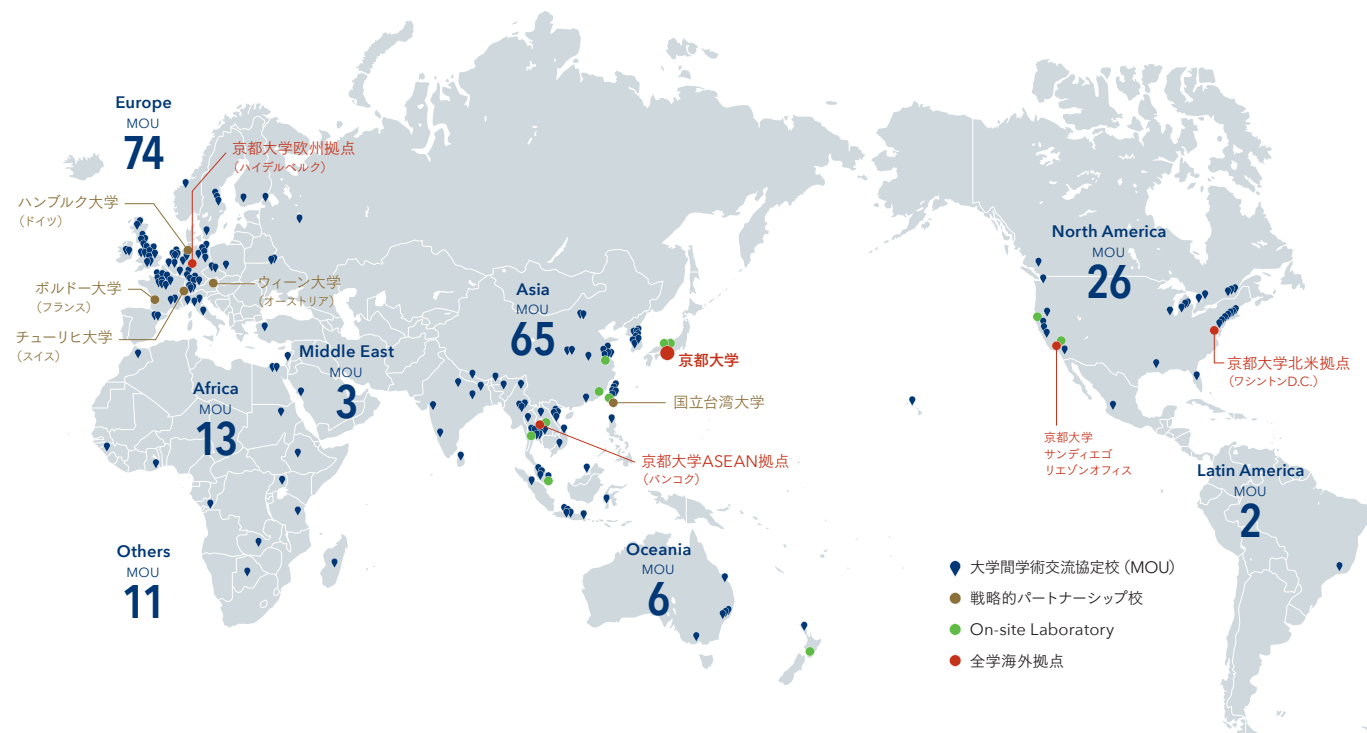 Europe
MOU
74
京都大学欧州拠点
(ハイデルベルク)
ハンブルク大学
(ドイツ)
ボルドー大学
(フランス)
チューリヒ大学
(スイス)
ウィーン大学
(オーストリア)
Middle East
MOU
3
Africa
MOU
13
Others
MOU
11
Asia
MOU
65
京都大学
国立台湾大学
京都大学ASEAN拠点
(バンコク)
Oceania
MOU
6
North America
MOU
26
京都大学北米拠点
(ワシントンD.C.)
京都大学
サンディエゴ
リエゾンオフィス
Latin America
MOU
2
大学間学術交流協定校 (MOU)
戦略的パートナーシップ校
On-site Laboratory
全学海外拠点